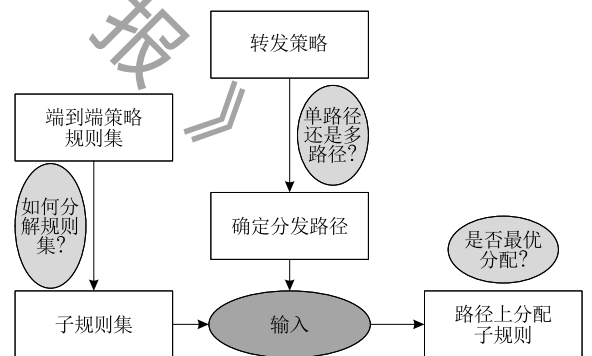 报》
转发策略
端到端策略
规则集
单路径
还是多
路径?
如何分
解规则
集?
确定分发路径
是否最优
分配?
子规则集
输入
路径上分配
子规则